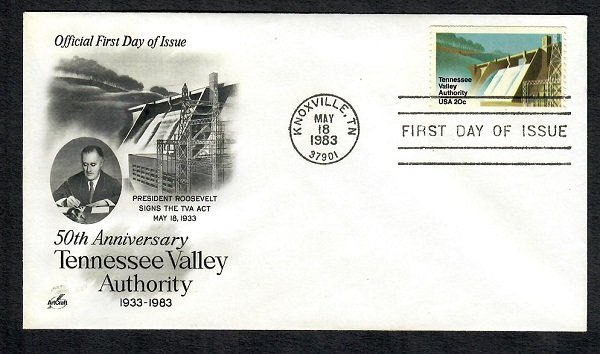 Official First Day of Issue
PRESIDENT ROOSEVELT
SIGNS THE TVA ACT
MAY 18, 1933
50th Anniversary
Tennessee Valley
Authority
1933-1983
ArtCraft
KNOXVILLE, TN
MAY
18
1983
37901
Tennessee
Valley
Authority
USA 20c
FIRST DAY OF ISSUE